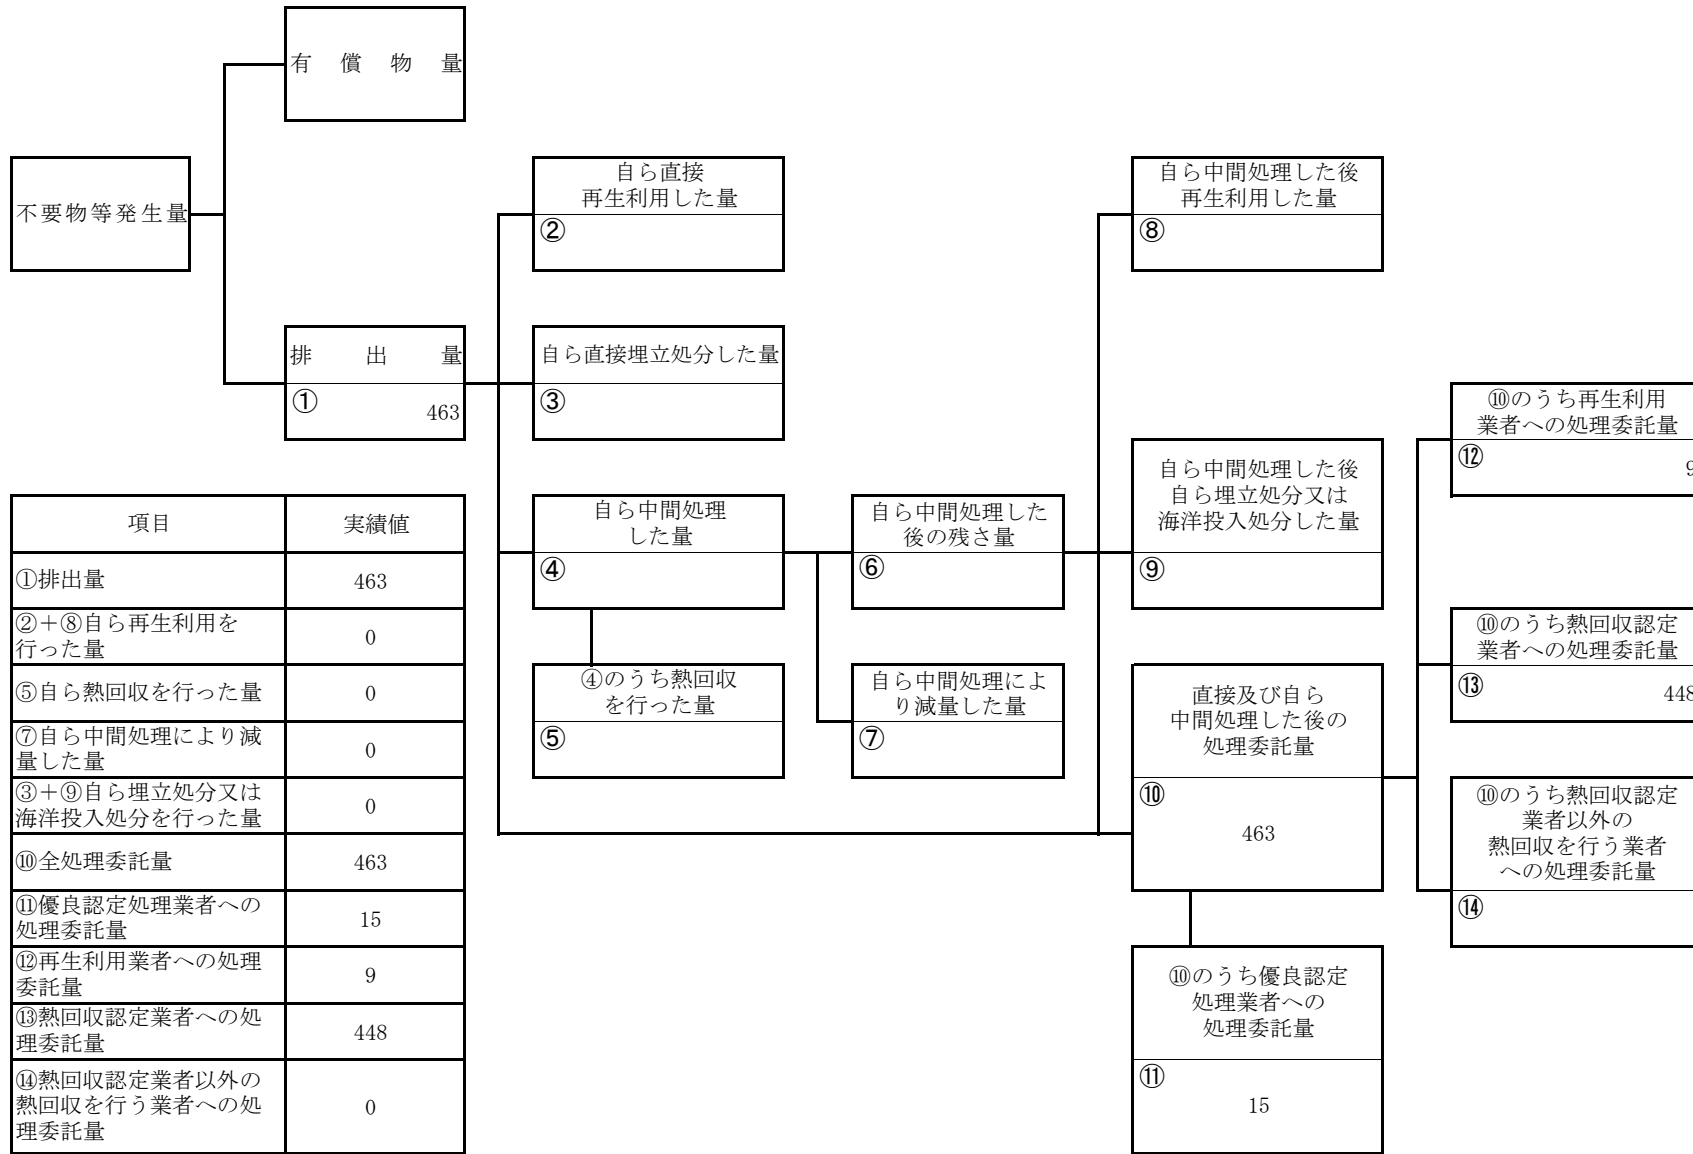 有償物量
不要物等発生量
排出量
①
463
自ら直接
再生利用した量
②
自ら直接埋立処分した量
③
自ら中間処理
した量
④
④のうち熱回収
を行った量
⑤
自ら中間処理した
後の残さ量
⑥
自ら中間処理によ
り減量した量
⑦
自ら中間処理した後
再生利用した量
⑧
自ら中間処理した後
自ら埋立処分又は
海洋投入処分した量
⑨
直接及び自ら
中間処理した後の
処理委託量
⑩
463
⑩のうち優良認定
処理業者への
処理委託量
⑪
15
⑩のうち再生利用
業者への処理委託量
⑫
9
⑩のうち熱回収認定
業者への処理委託量
⑬
448
⑩のうち熱回収認定
業者以外の
熱回収を行う業者
への処理委託量
⑭
項目 実績値
①排出量 463
②＋⑧自ら再生利用を
行った量 0
⑤自ら熱回収を行った量 0
⑦自ら中間処理により減
量した量 0
③＋⑨自ら埋立処分又は
海洋投入処分を行った量 0
⑩全処理委託量 463
⑪優良認定処理業者への
処理委託量 15
⑫再生利用業者への処理
委託量 9
⑬熱回収認定業者への処
理委託量 448
⑭熱回収認定業者以外の
熱回収を行う業者への処
理委託量 0